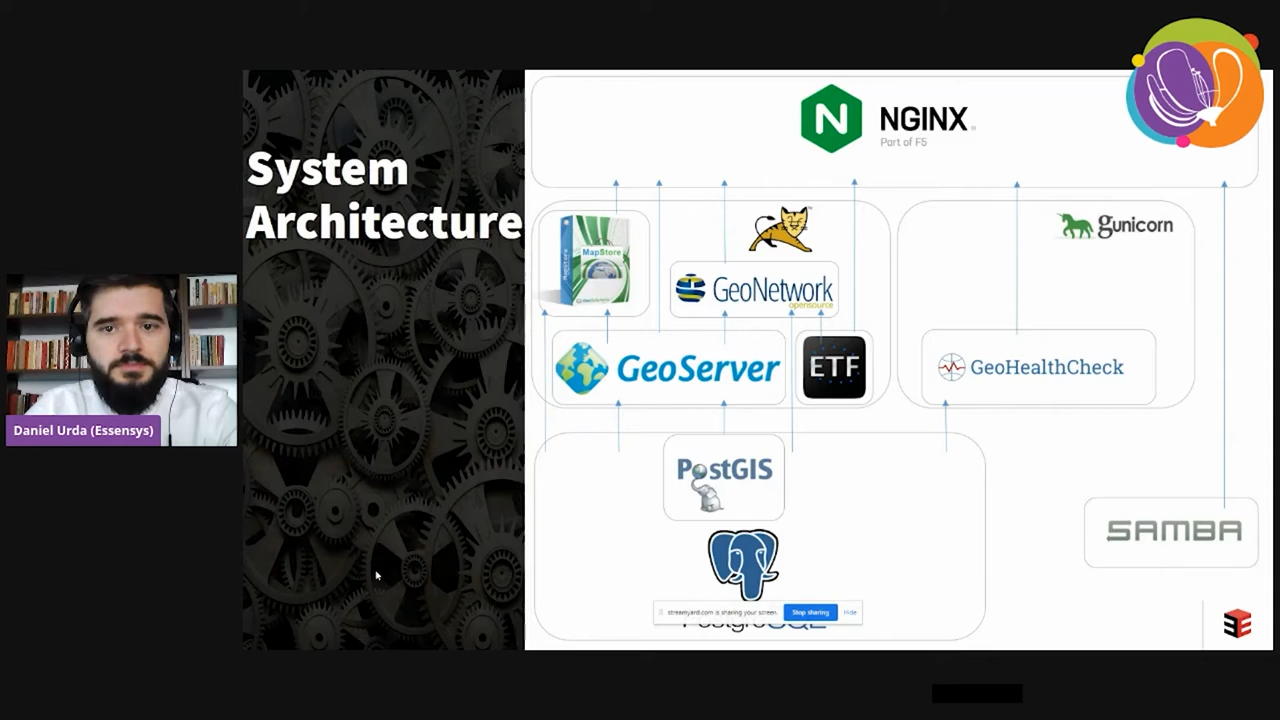 System
Architecture
NGINX
Part of F5
MapStore
gunicorn
GeoNetwork
opensource
GeoServer
ETF
GeoHealthCheck
PostGIS
SAMBA
streamyard.com is sharing your screen.
Stop sharing
Hide
PostgreSQL
Daniel Urda (Essensys)